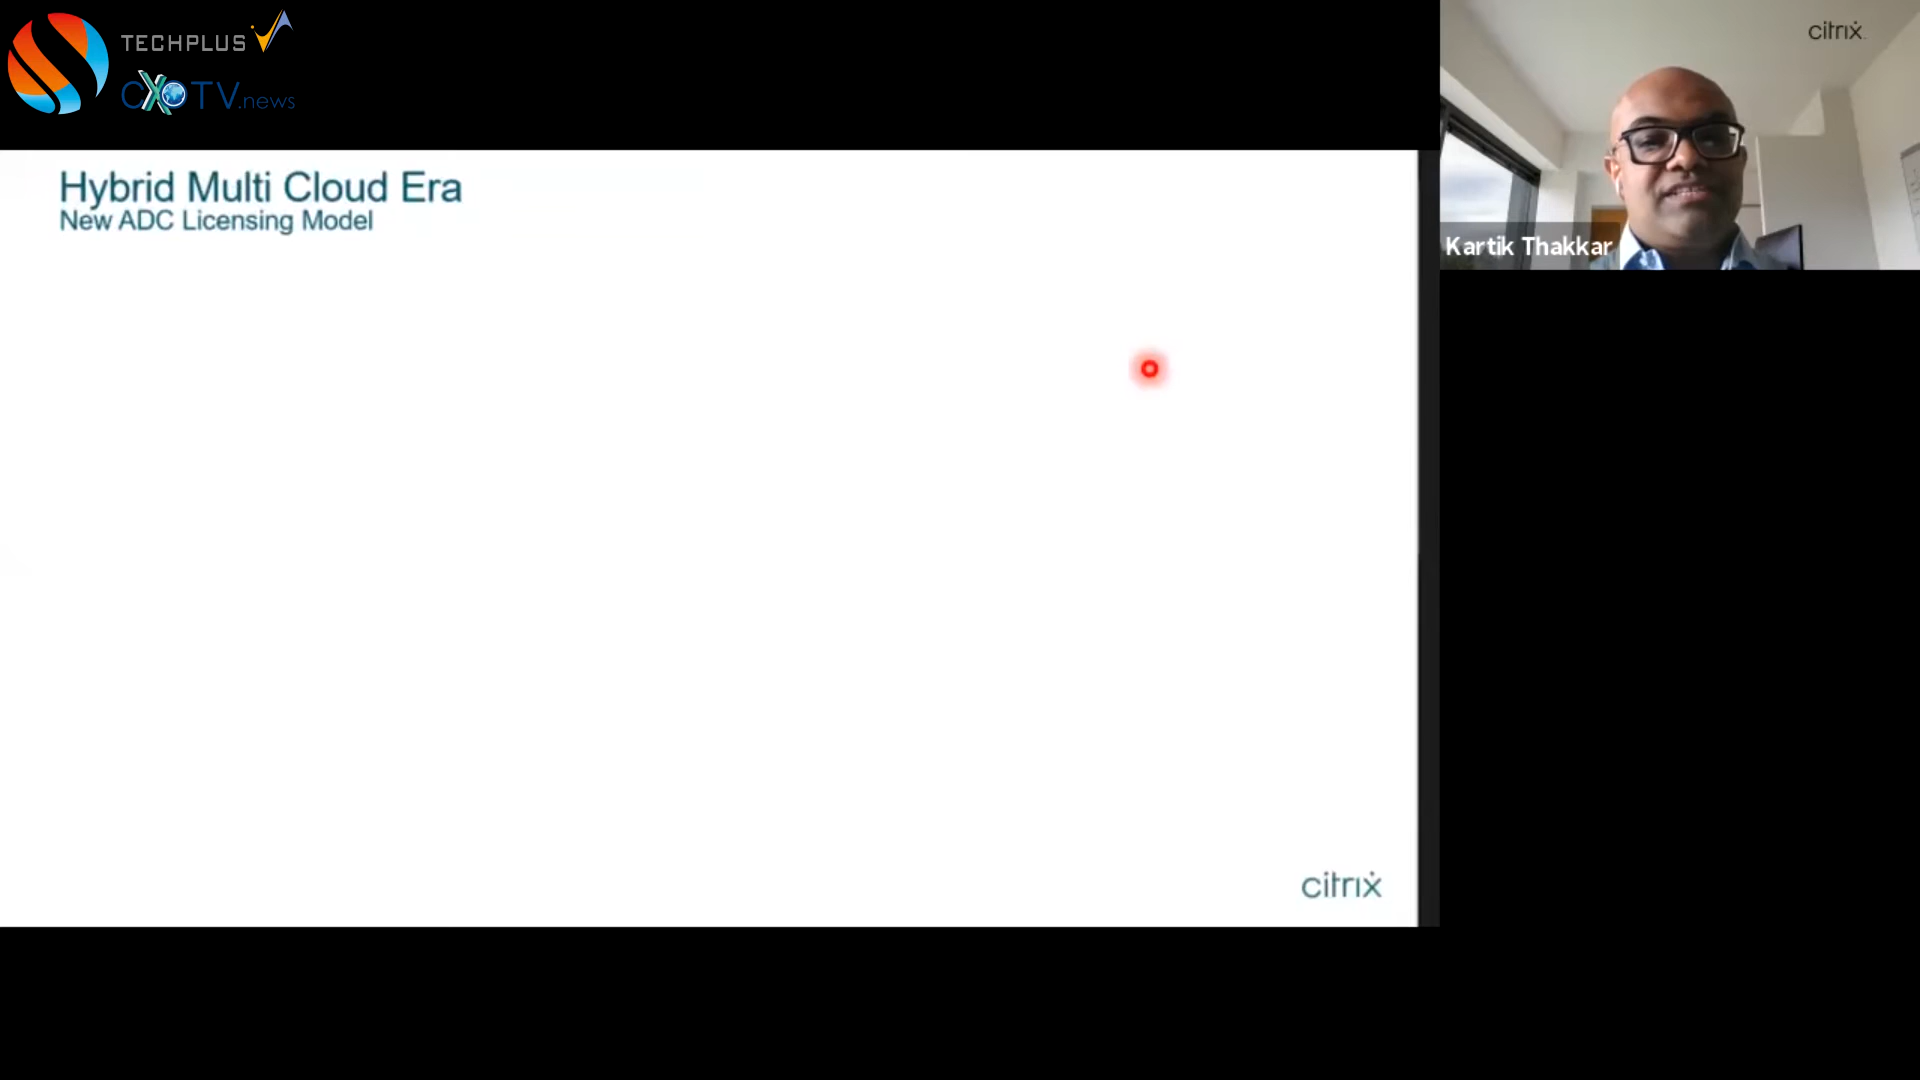 TECHPLUS
CXOTV.news
citrix
Hybrid Multi Cloud Era
New ADC Licensing Model
Kartik Thakkar
citrix